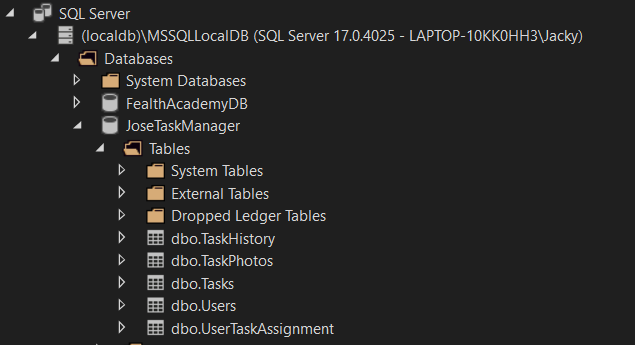 SQL Server
(localdb)\MSSQLLocalDB (SQL Server 17.0.4025 - LAPTOP-10KK0HH3\Jacky)
Databases
System Databases
FealthAcademyDB
JoseTaskManager
Tables
System Tables
External Tables
Dropped Ledger Tables
dbo.TaskHistory
dbo.TaskPhotos
dbo.Tasks
dbo.Users
dbo.UserTaskAssignment